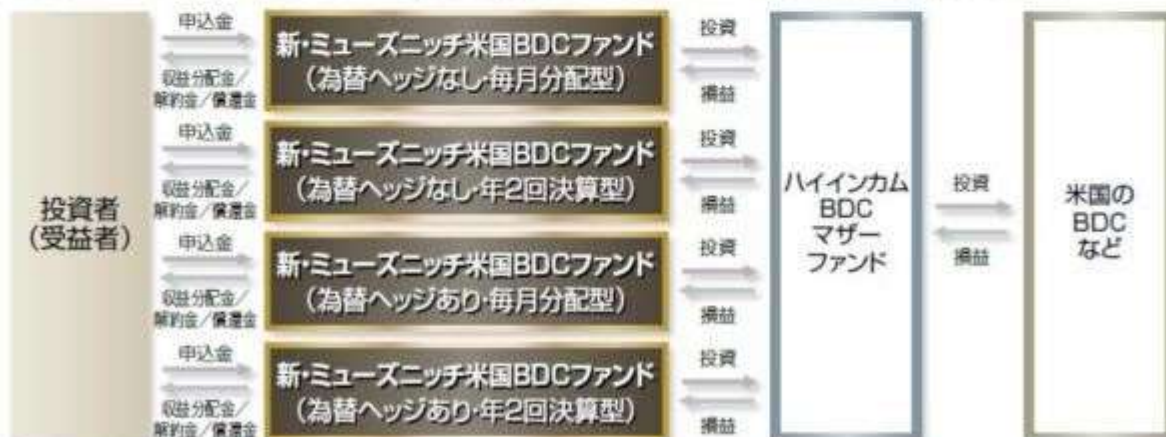 投資者
(受益者)
申込金
収益分配金/
解約金/償還金
新・ミューズニッチ米国BDCファンド
(為替ヘッジなし・毎月分配型)
投資
損益
申込金
収益分配金/
解約金/償還金
新・ミューズニッチ米国BDCファンド
(為替ヘッジなし・年2回決算型)
投資
損益
申込金
収益分配金/
解約金/償還金
新・ミューズニッチ米国BDCファンド
(為替ヘッジあり・毎月分配型)
投資
損益
申込金
収益分配金/
解約金/償還金
新・ミューズニッチ米国BDCファンド
(為替ヘッジあり・年2回決算型)
投資
損益
ハイインカム
BDC
マザー
ファンド
投資
損益
米国の
BDC
など